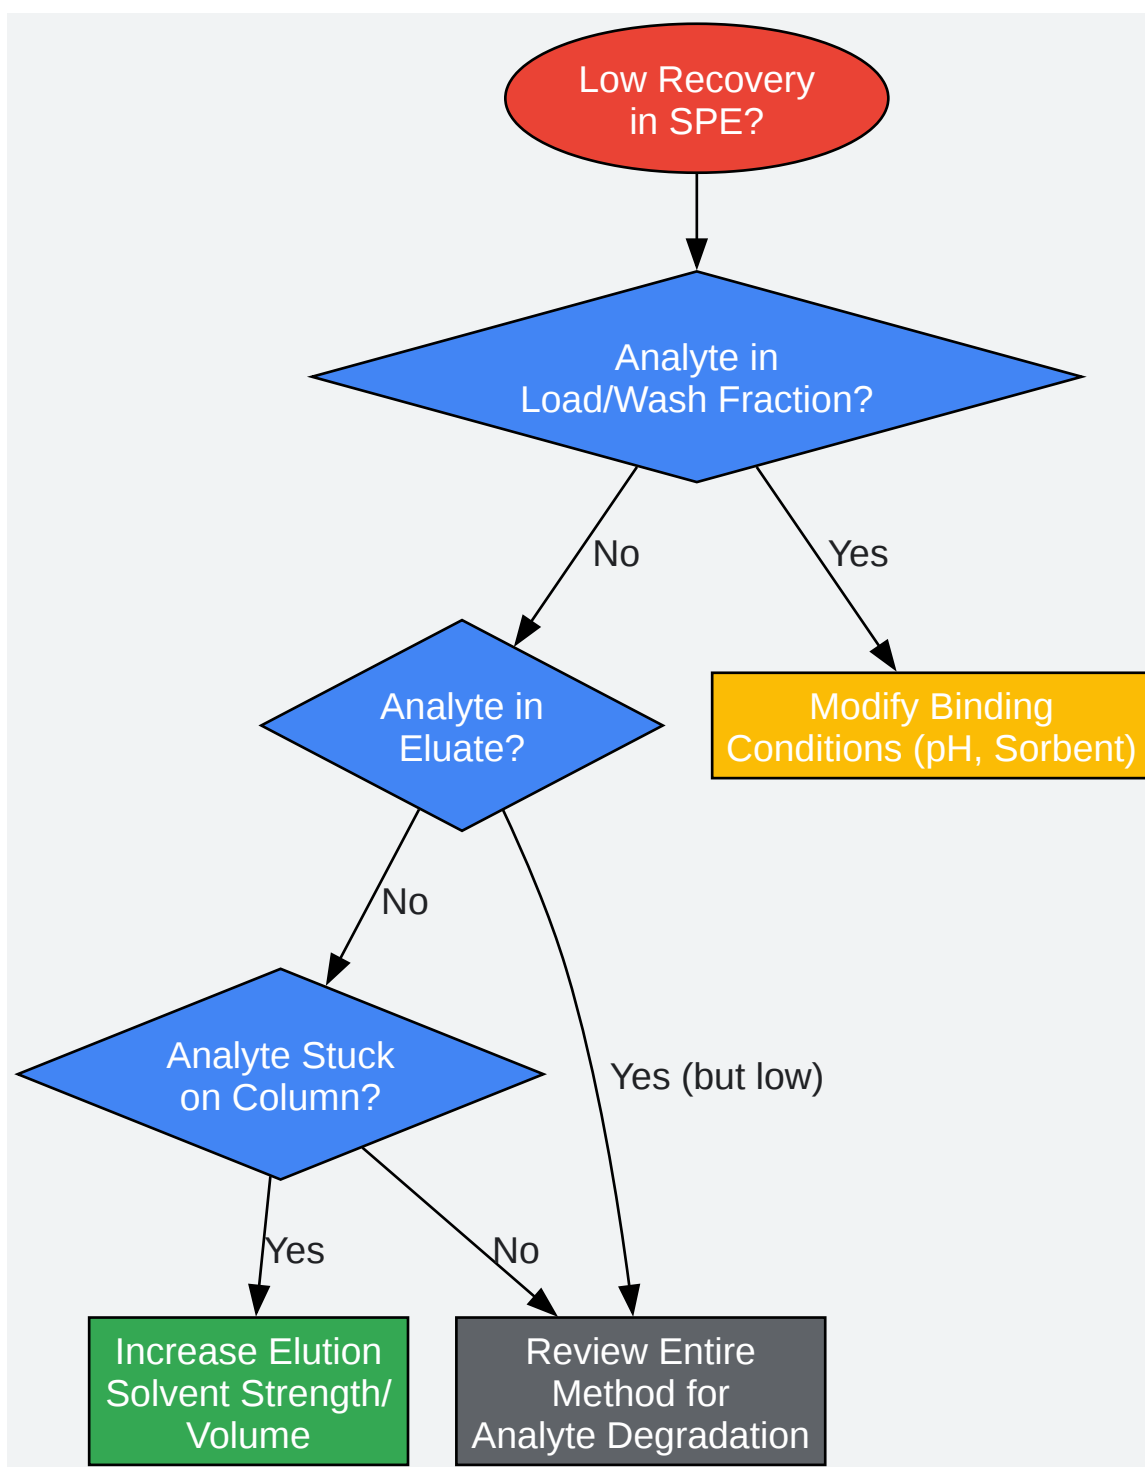 Low Recovery
in SPE?
Analyte in
Load/Wash Fraction?
No
Yes
Analyte in
Eluate?
Modify Binding
Conditions (pH, Sorbent)
No
Analyte Stuck
on Column?
Yes (but low)
Yes
No
Increase Elution
Solvent Strength/
Volume
Review Entire
Method for
Analyte Degradation